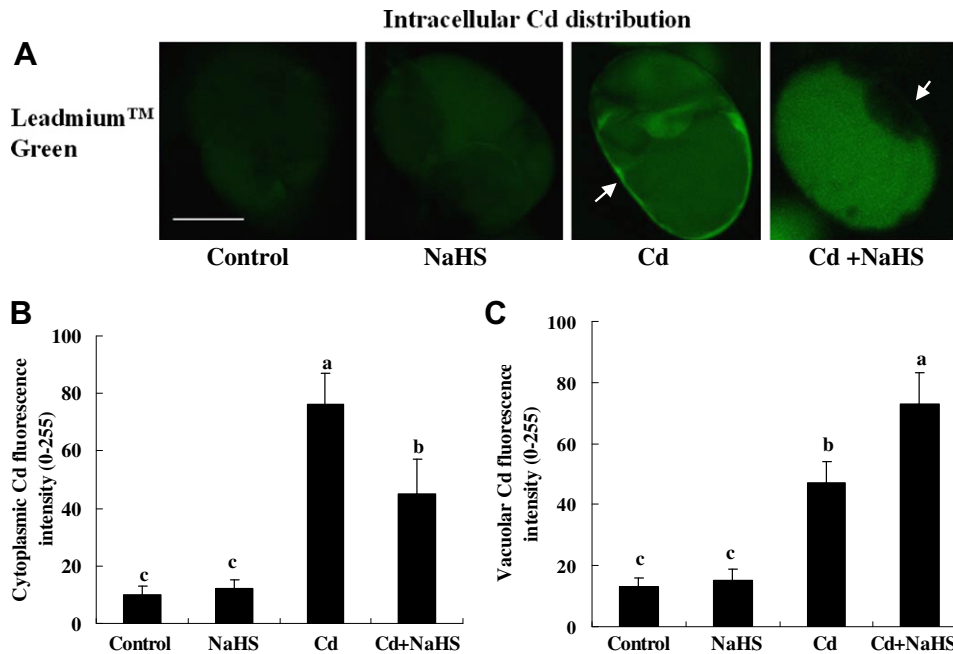 Intracellular Cd distribution
A
Leadmium™
Green
Control
NaHS
Cd
Cd +NaHS
B
Cytoplasmic Cd fluorescence
intensity (0-255)
100
80
60
40
20
0
c
c
a
b
Control
NaHS
Cd
Cd+NaHS
C
Vacuolar Cd fluorescence
intensity (0-255)
100
80
60
40
20
0
c
c
b
a
Control
NaHS
Cd
Cd+NaHS